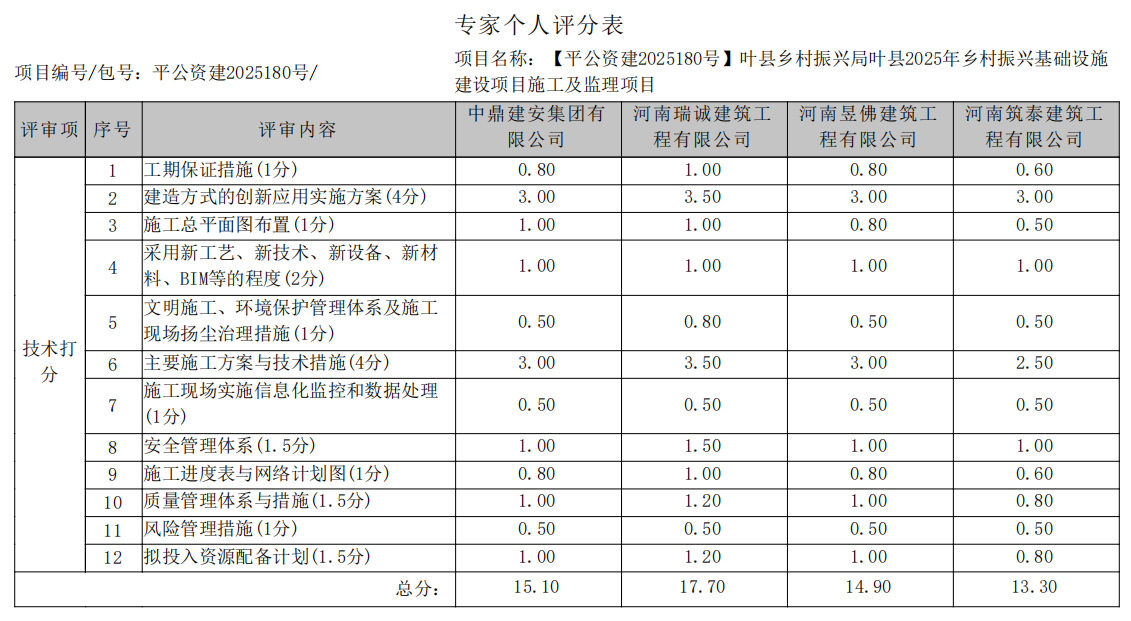 专家个人评分表
项目编号/包号：平公资建2025180号/
项目名称：【平公资建2025180号】叶县乡村振兴局叶县2025年乡村振兴基础设施
建设项目施工及监理项目
评审项 序号 评审内容 中鼎建安集团有 河南瑞诚建筑工 河南昱佛建筑工 河南筑泰建筑工
限公司 程有限公司 程有限公司 程有限公司
技术打
分
1 工期保证措施(1分) 0.80 1.00 0.80 0.60
2 建造方式的创新应用实施方案(4分) 3.00 3.50 3.00 3.00
3 施工总平面图布置(1分) 1.00 1.00 0.80 0.50
4 采用新工艺、新技术、新设备、新材
料、BIM等的程度(2分) 1.00 1.00 1.00 1.00
5 文明施工、环境保护管理体系及施工
现场扬尘治理措施(1分) 0.50 0.80 0.50 0.50
6 主要施工方案与技术措施(4分) 3.00 3.50 3.00 2.50
7 施工现场实施信息化监控和数据处理
(1分) 0.50 0.50 0.50 0.50
8 安全管理体系(1.5分) 1.00 1.50 1.00 1.00
9 施工进度表与网络计划图(1分) 0.80 1.00 0.80 0.60
10 质量管理体系与措施(1.5分) 1.00 1.20 1.00 0.80
11 风险管理措施(1分) 0.50 0.50 0.50 0.50
12 拟投入资源配备计划(1.5分) 1.00 1.20 1.00 0.80
总分： 15.10 17.70 14.90 13.30